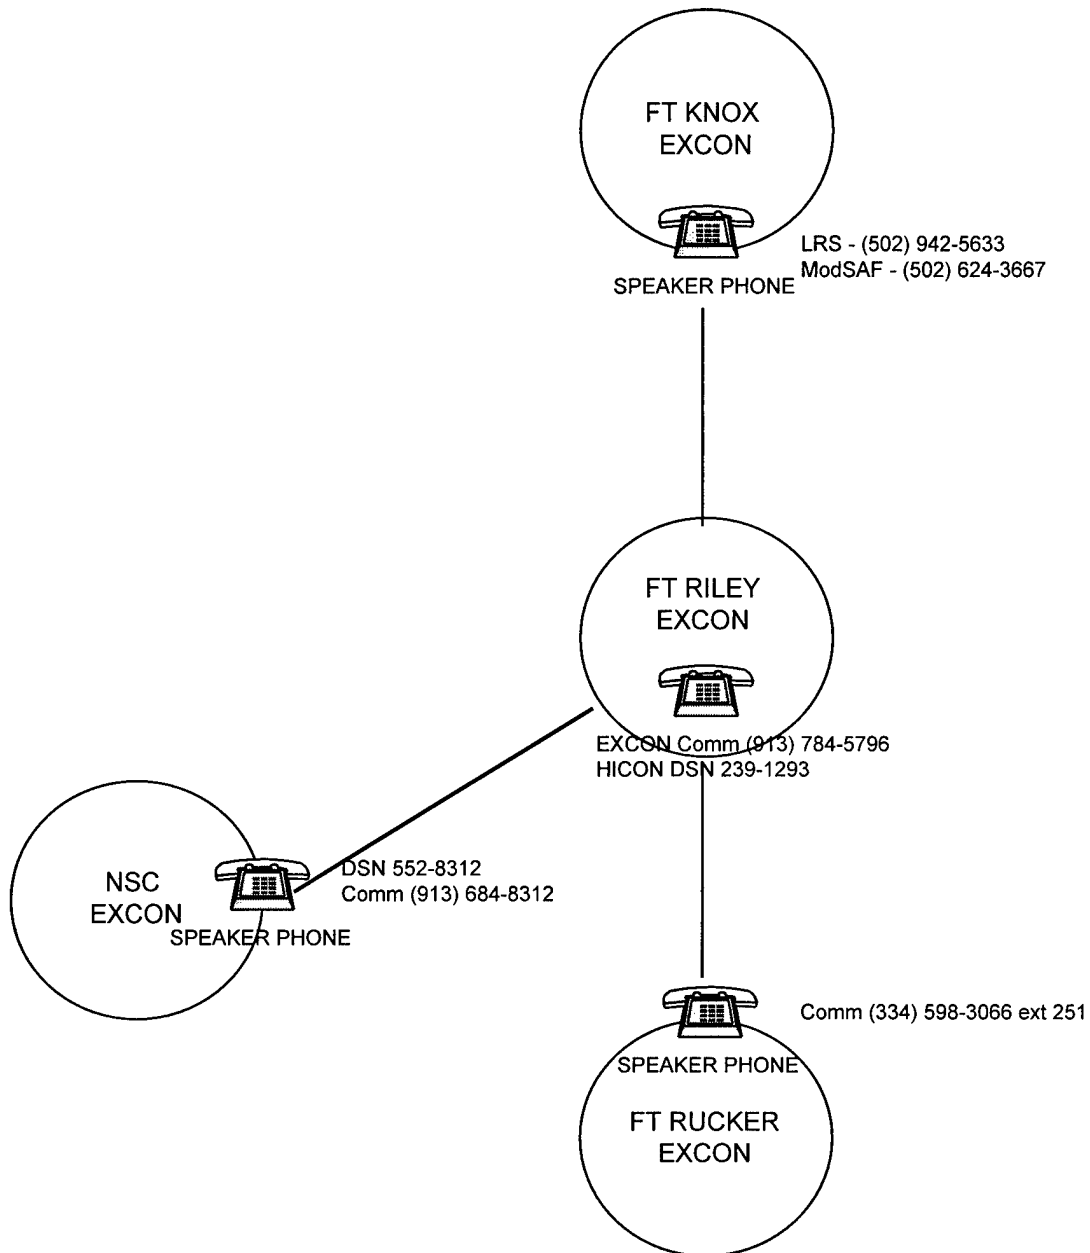 FT KNOX
EXCON
LRS - (502) 942-5633
ModSAF - (502) 624-3667
SPEAKER PHONE
FT RILEY
EXCON
EXCON Comm (913) 784-5796
HICON DSN 239-1293
NSC
EXCON
DSN 552-8312
Comm (913) 684-8312
SPEAKER PHONE
Comm (334) 598-3066 ext 251
SPEAKER PHONE
FT RUCKER
EXCON